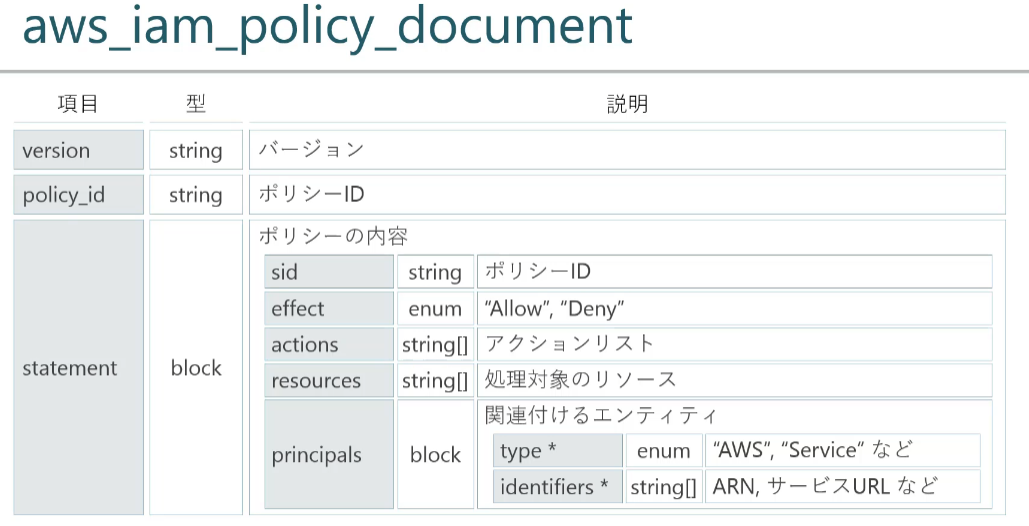 aws_iam_policy_document
項目 型 説明
version string バージョン
policy_id string ポリシーID
statement block ポリシーの内容
sid string ポリシーID
effect enum “Allow”, “Deny”
actions string[] アクションリスト
resources string[] 処理対象のリソース
principals block 関連付けるエンティティ
type * enum “AWS”, “Service” など
identifiers * string[] ARN, サービスURL など